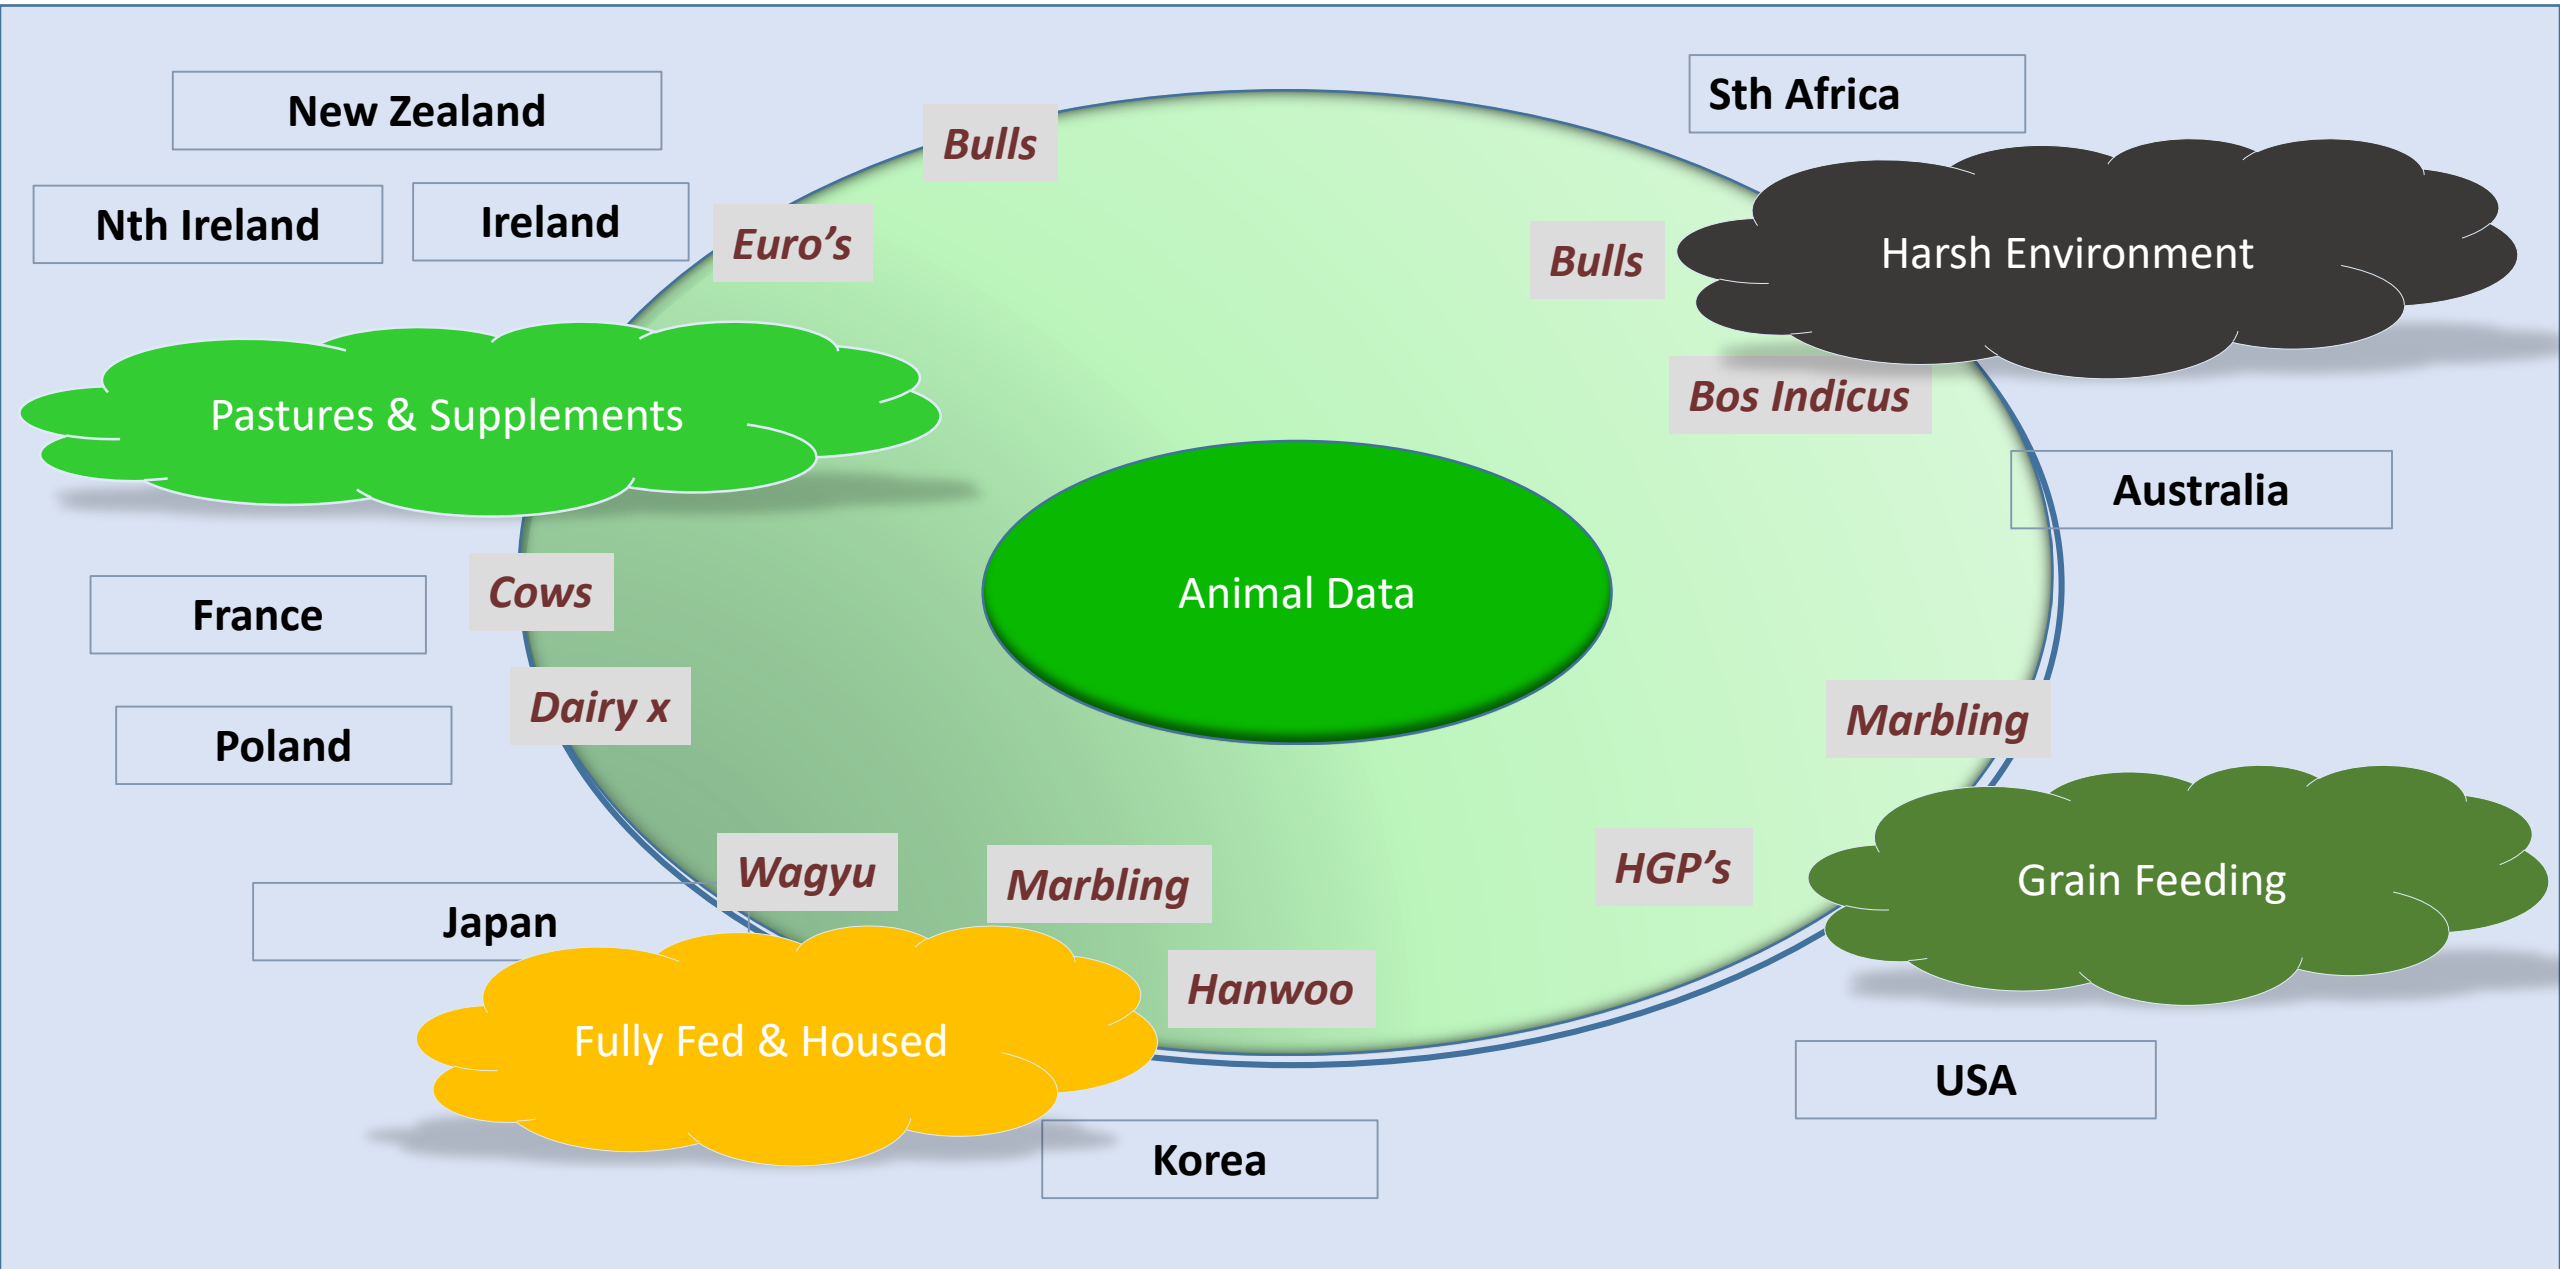 New Zealand
Sth Africa
Bulls
Nth Ireland
Ireland
Euro’s
Bulls
Harsh Environment
Pastures & Supplements
Bos Indicus
Australia
Cows
France
Animal Data
Dairy x
Poland
Marbling
Wagyu
Marbling
HGP’s
Grain Feeding
Japan
Hanwoo
Fully Fed & Housed
USA
Korea